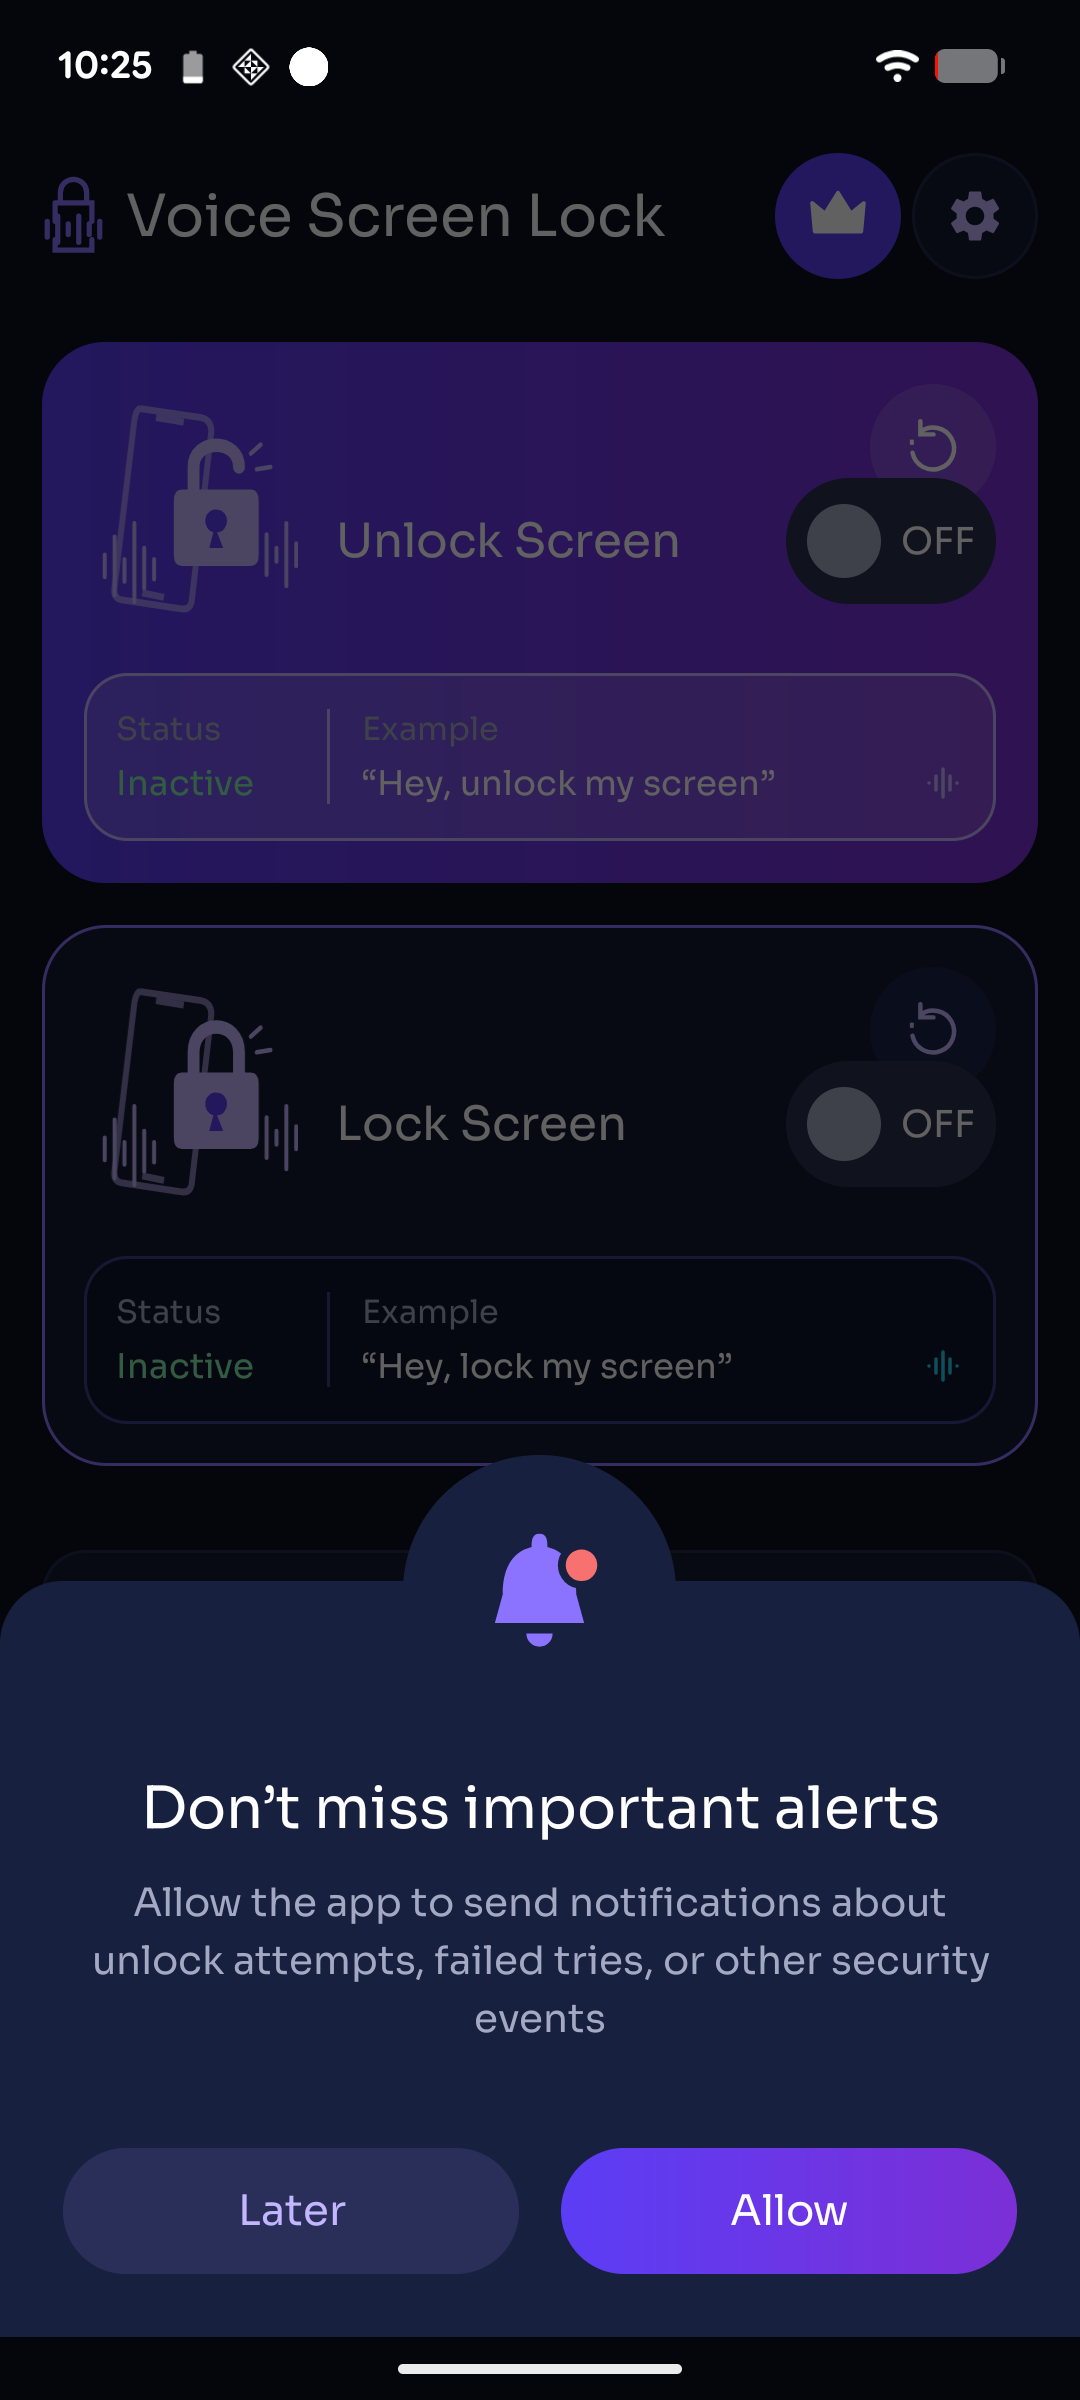 10:25
Voice Screen Lock
Unlock Screen
OFF
Status
Example
Inactive
“Hey, unlock my screen”
Lock Screen
OFF
Status
Example
Inactive
“Hey, lock my screen”
Don’t miss important alerts
Allow the app to send notifications about
unlock attempts, failed tries, or other security
events
Later
Allow